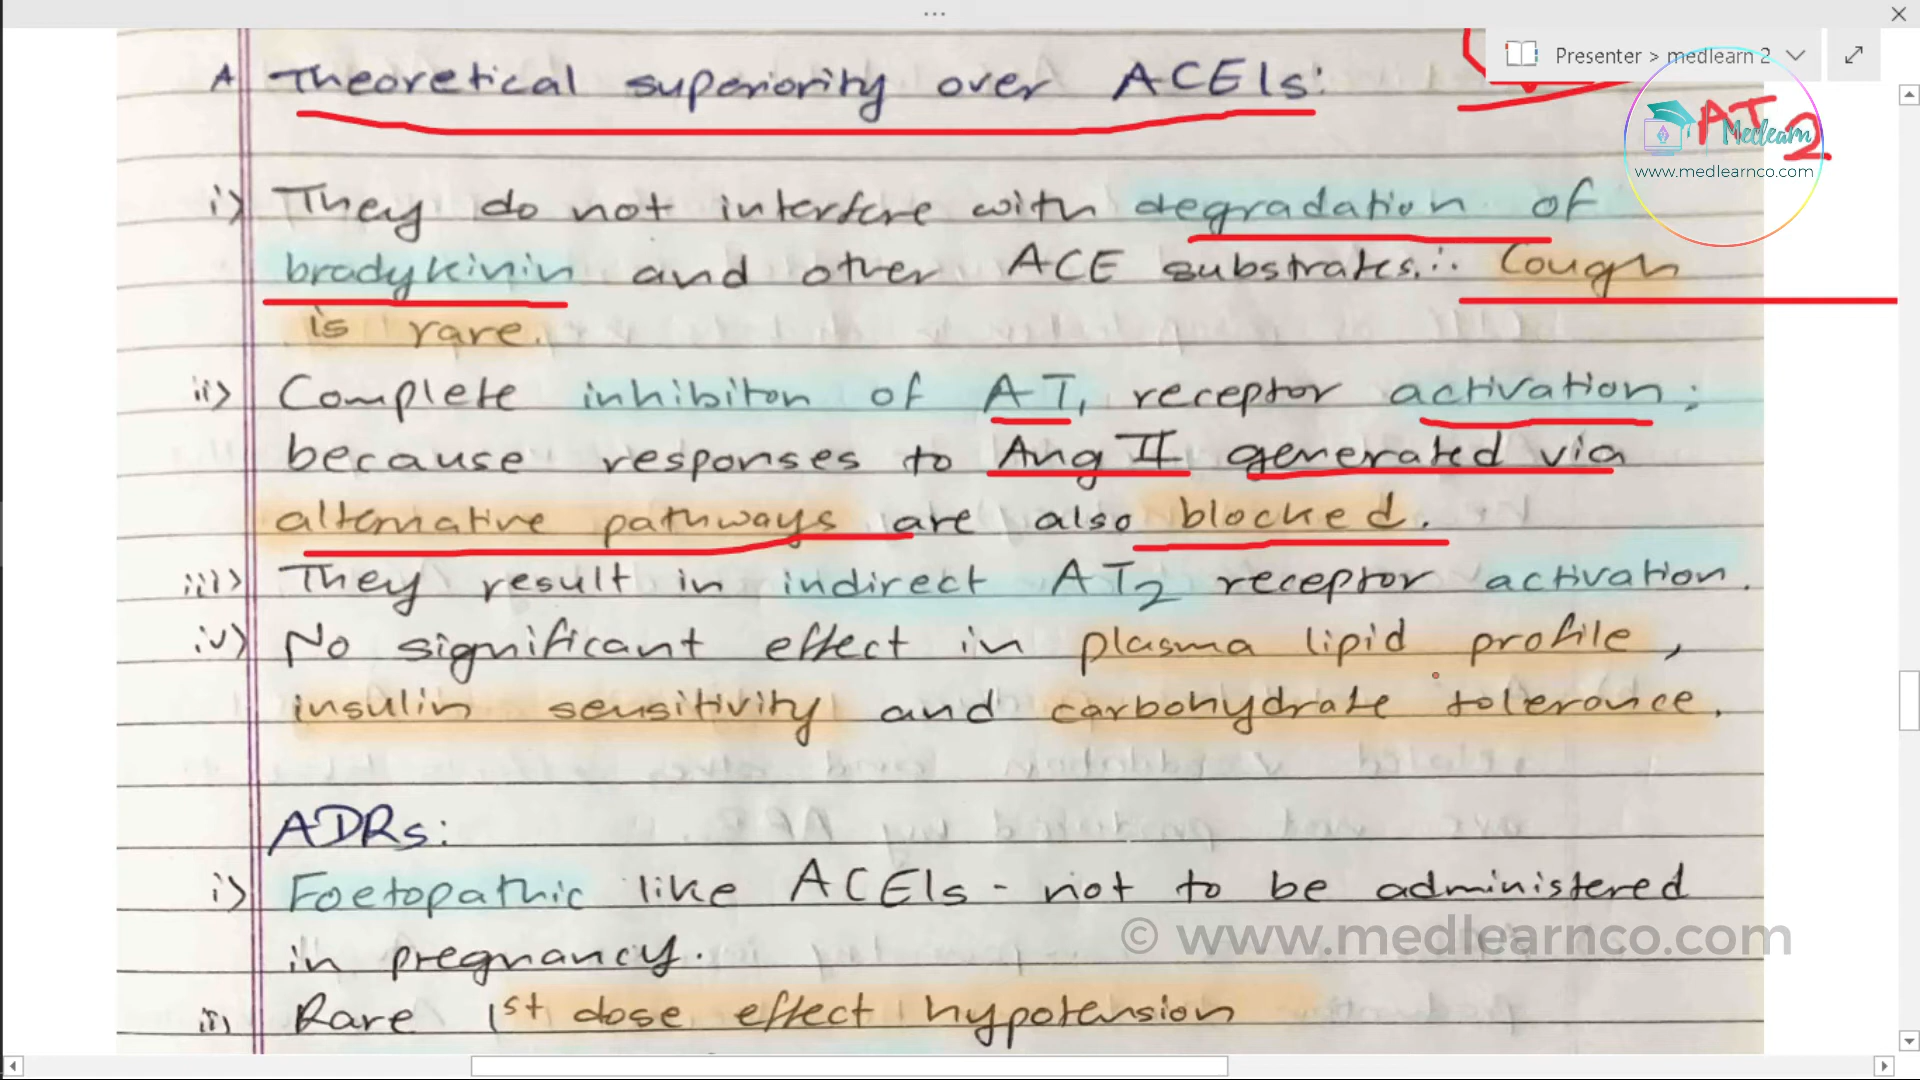 Presenter > medlearn 2
A Theoretical superiority over ACEIs:
AT2
Medlearn
www.medlearnco.com
i) They do not interfere with degradation of
bradykinin and other ACE substrates. ∴ Cough
is rare.
ii) Complete inhibiton of AT1 receptor activation;
because responses to Ang II generated via
alternative pathways are also blocked.
iii) They result in indirect AT2 receptor activation.
iv) No significant effect in plasma lipid profile,
insulin sensitivity and carbohydrate tolerance.
ADRs:
i) Foetopathic like ACEIs - not to be administered
© www.medlearnco.com
in pregnancy.
ii) Rare 1st dose effect hypotension